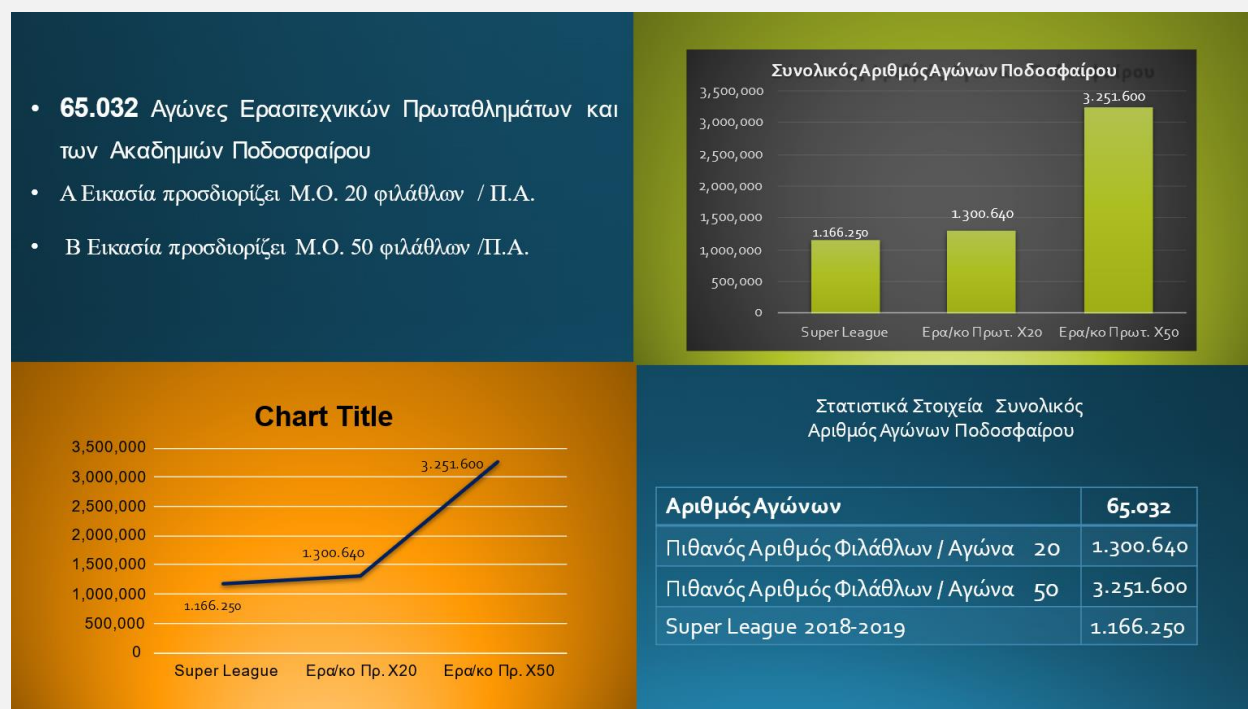 • 65.032 Αγώνες Ερασιτεχνικών Πρωταθλημάτων και
των Ακαδημιών Ποδοσφαίρου
• Α Εικασία προσδιορίζει Μ.Ο. 20 φιλάθλων / Π.Α.
• Β Εικασία προσδιορίζει Μ.Ο. 50 φιλάθλων /Π.Α.
Συνολικός Αριθμός Αγώνων Ποδοσφαίρου
3,500,000
3,000,000
2,500,000
2,000,000
1,500,000
1,000,000
500,000
0
1.166.250
1.300.640
3.251.600
Super League Ερα/κο Πρωτ. Χ20 Ερα/κο Πρωτ. Χ50
Chart Title
3,500,000
3,000,000
2,500,000
2,000,000
1,500,000
1,000,000
500,000
0
1.166.250
1.300.640
3.251.600
Super League Ερα/κο Πρ. Χ20 Ερα/κο Πρ. Χ50
Στατιστικά Στοιχεία Συνολικός
Αριθμός Αγώνων Ποδοσφαίρου
Αριθμός Αγώνων 65.032
Πιθανός Αριθμός Φιλάθλων / Αγώνα 20 1.300.640
Πιθανός Αριθμός Φιλάθλων / Αγώνα 50 3.251.600
Super League 2018-2019 1.166.250